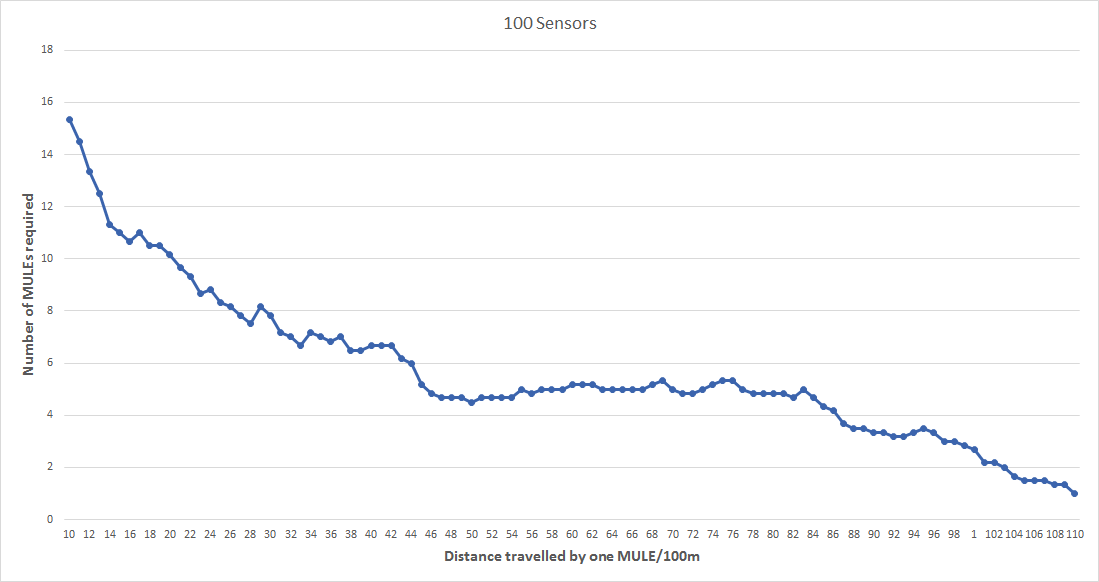 100 Sensors
18
16
14
12
10
8
6
4
2
0
Number of MULEs required
10 12 14 16 18 20 22 24 26 28 30 32 34 36 38 40 42 44 46 48 50 52 54 56 58 60 62 64 66 68 70 72 74 76 78 80 82 84 86 88 90 92 94 96 98 1 102 104 106 108 110
Distance travelled by one MULE/100m